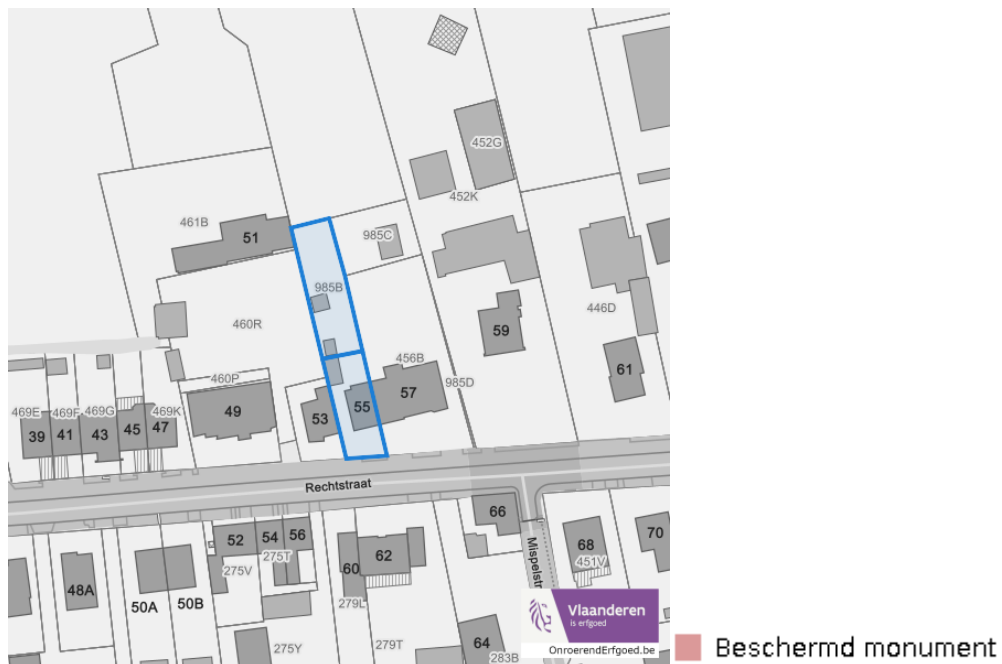 452G
452K
461B
51
985C
985B
460R
446D
59
456B
985D
61
460P
57
469E
469F
469G
469K
49
53
55
39
41
43
45
47
Rechtstraat
66
52
54
56
275T
275V
62
60
68
451V
70
Mispelstr
48A
50A
50B
279L
279T
275Y
64
283B
Vlaanderen
is erfgoed
OnroerendErfgoed.be
Beschermd monument